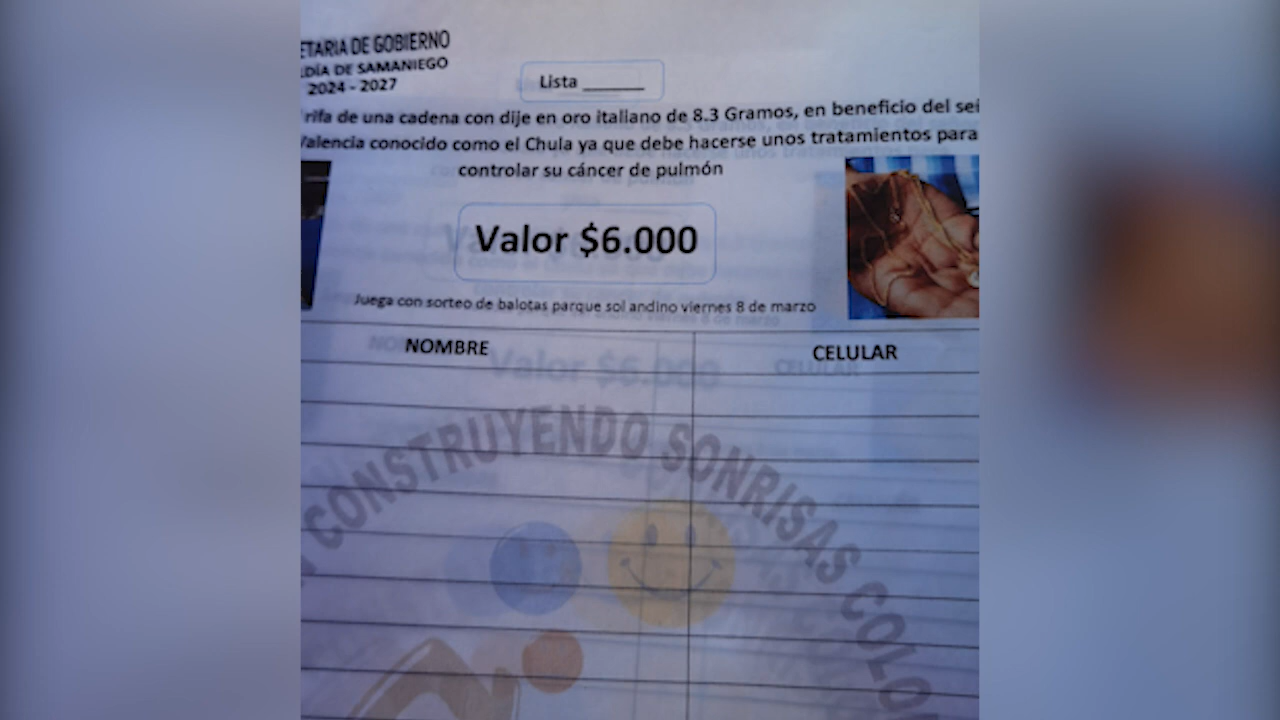 ETARIA DE GOBIERNO
LDÍA DE SAMANIEGO
2024 - 2027
Lista ______
rifa de una cadena con dije en oro italiano de 8.3 Gramos, en beneficio del señ
Valencia conocido como el Chula ya que debe hacerse unos tratamientos para
controlar su cáncer de pulmón
Valor $6.000
Juega con sorteo de balotas parque sol andino viernes 8 de marzo
NOMBRE CELULAR
CONSTRUYENDO SONRISAS COLO